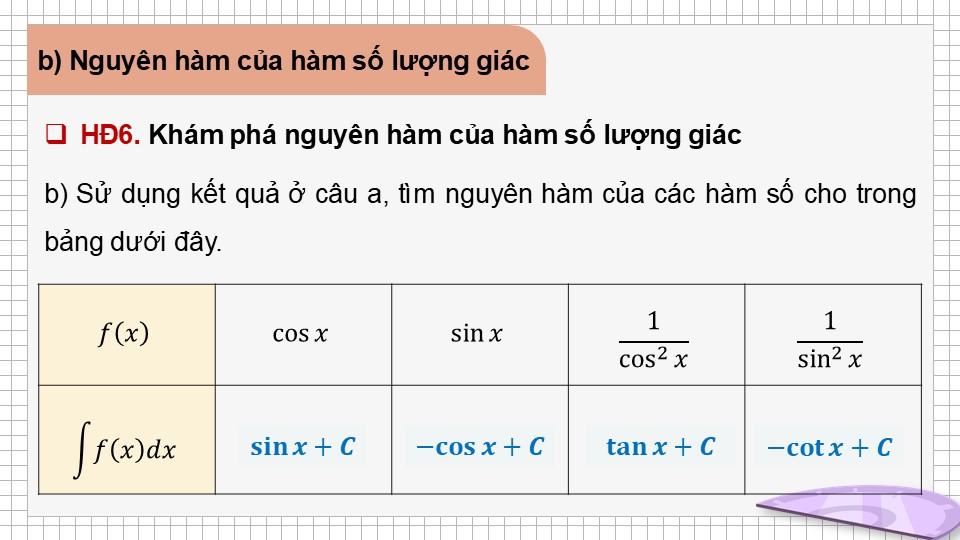 b) Nguyên hàm của hàm số lượng giác
❑ HĐ6. Khám phá nguyên hàm của hàm số lượng giác
b) Sử dụng kết quả ở câu a, tìm nguyên hàm của các hàm số cho trong
bảng dưới đây.
f(x) cos x sin x 1/cos² x 1/sin² x
∫f(x)dx sin x + C −cos x + C tan x + C −cot x + C